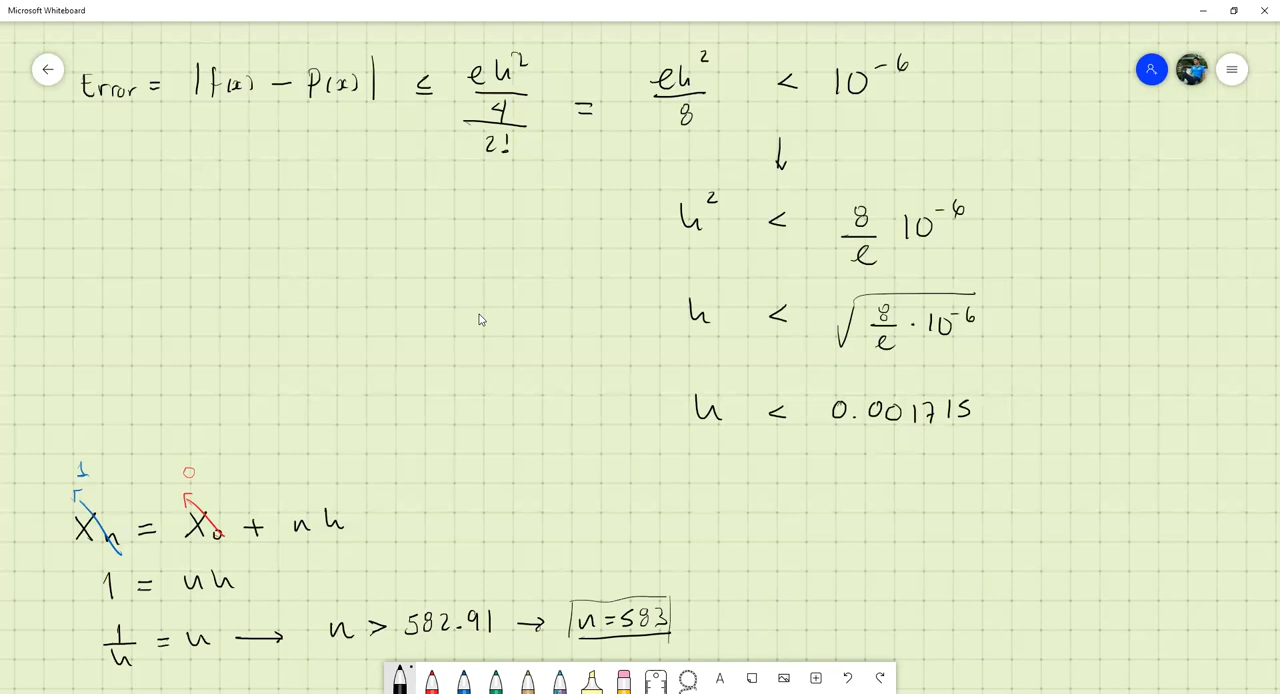 Microsoft Whiteboard
Error = |f(x) - P(x)| ≤ eh²/4/2! = eh²/8 < 10⁻⁶
↓
h² < 8/e 10⁻⁶
h < √(8/e · 10⁻⁶)
h < 0.001715
1 0
Xn = X0 + nh
1 = nh
1/h = n → n > 582.91 → n = 583
A